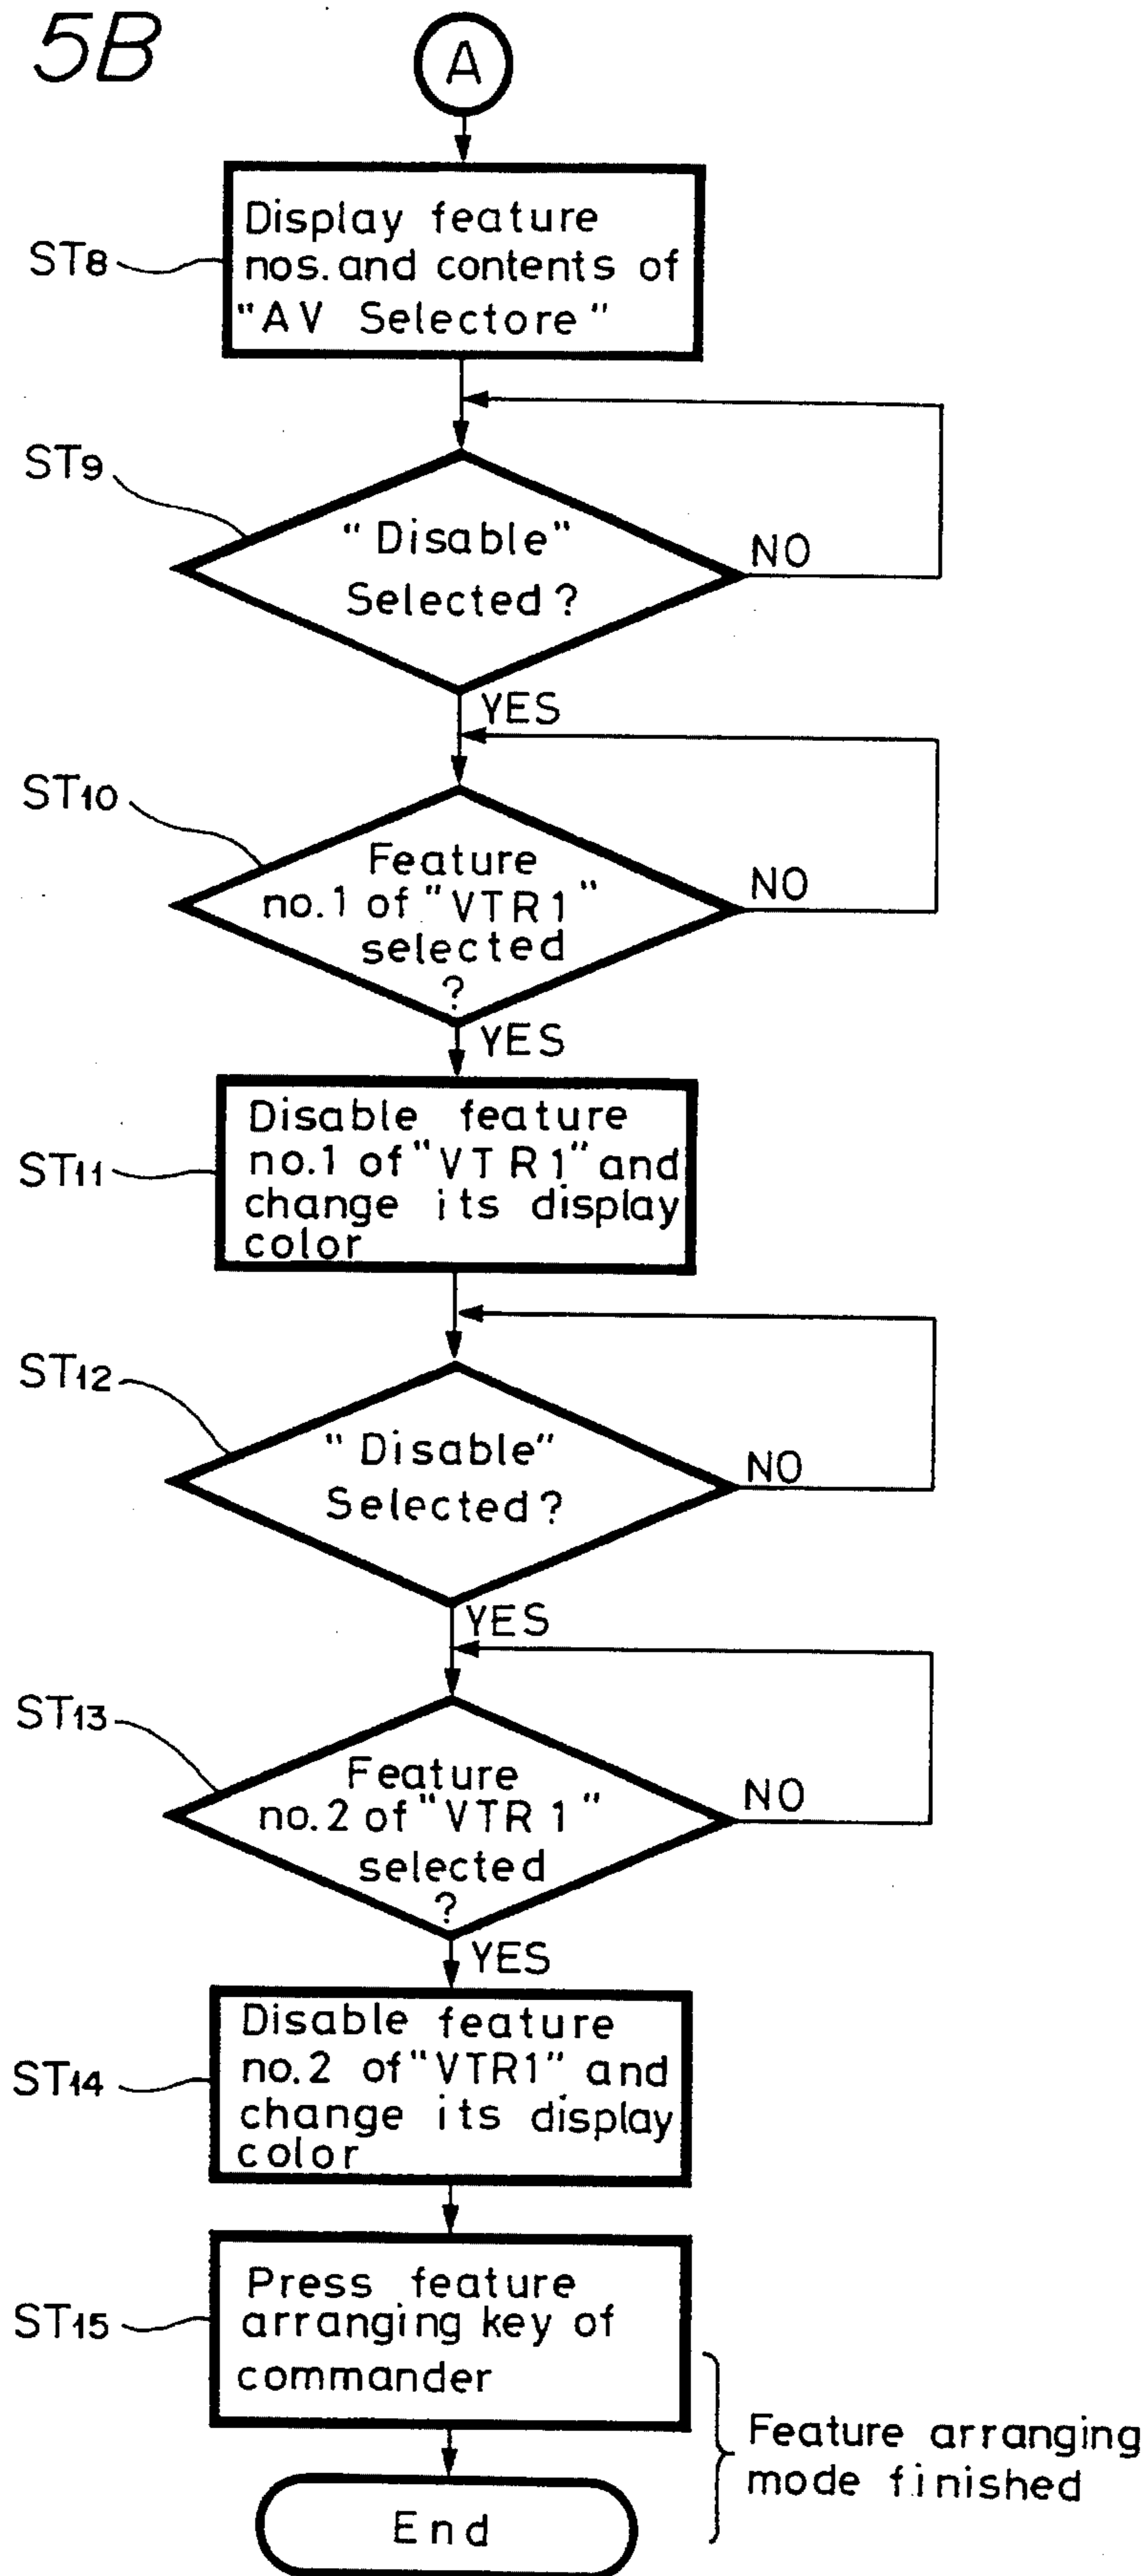 5B
A
ST8
Display feature
nos. and contents of
"AV Selectore"
ST9
"Disable"
Selected?
NO
YES
ST10
Feature
no.1 of "VTR1"
selected
?
NO
YES
ST11
Disable feature
no.1 of "VTR1" and
change its display
color
ST12
"Disable"
Selected?
NO
YES
ST13
Feature
no.2 of "VTR 1"
selected
?
NO
YES
ST14
Disable feature
no.2 of "VTR1" and
change its display
color
ST15
Press feature
arranging key of
commander
Feature arranging
mode finished
End